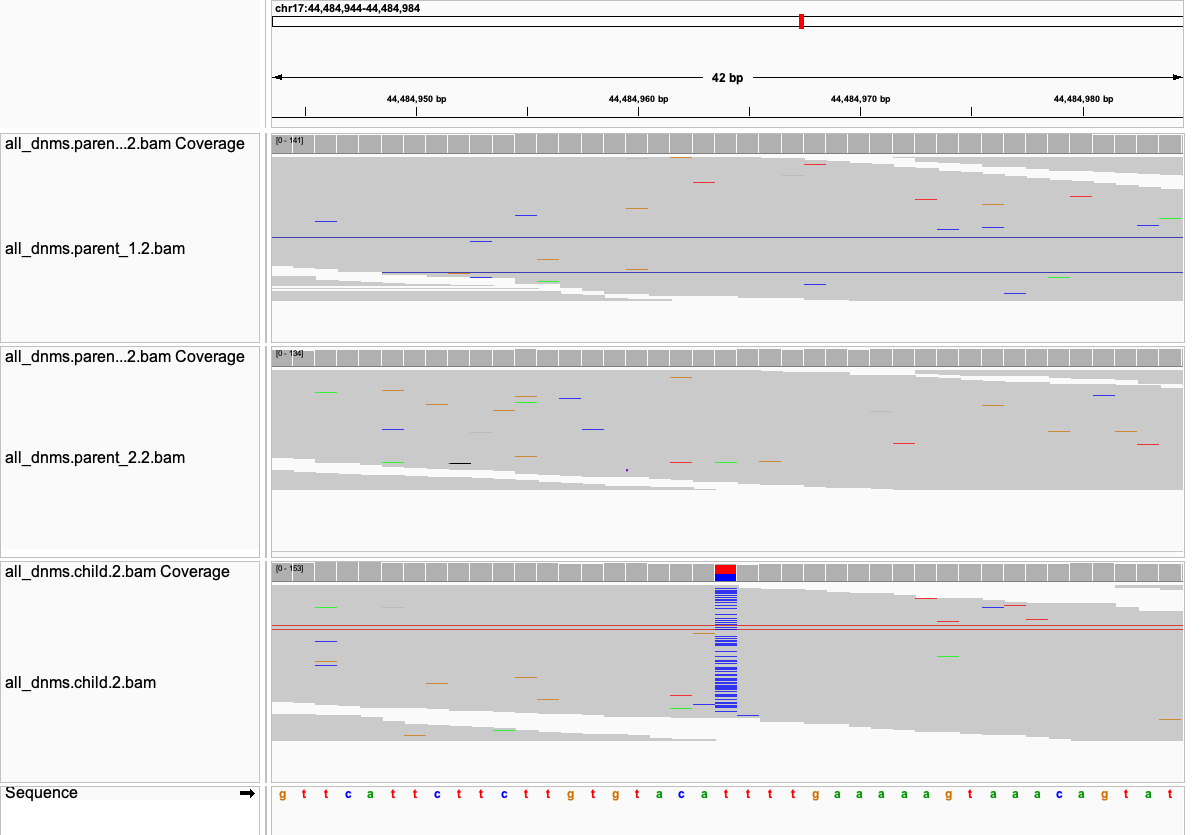 chr17:44,484,944-44,484,984
42 bp
44,484,950 bp 44,484,960 bp 44,484,970 bp 44,484,980 bp
all_dnms.paren...2.bam Coverage
[0 - 141]
all_dnms.parent_1.2.bam
all_dnms.paren...2.bam Coverage
[0 - 134]
all_dnms.parent_2.2.bam
all_dnms.child.2.bam Coverage
[0 - 153]
all_dnms.child.2.bam
Sequence g t t c a t t c t t c t t g t g t a c a t t t t g a a a a a g t a a a c a g t a t